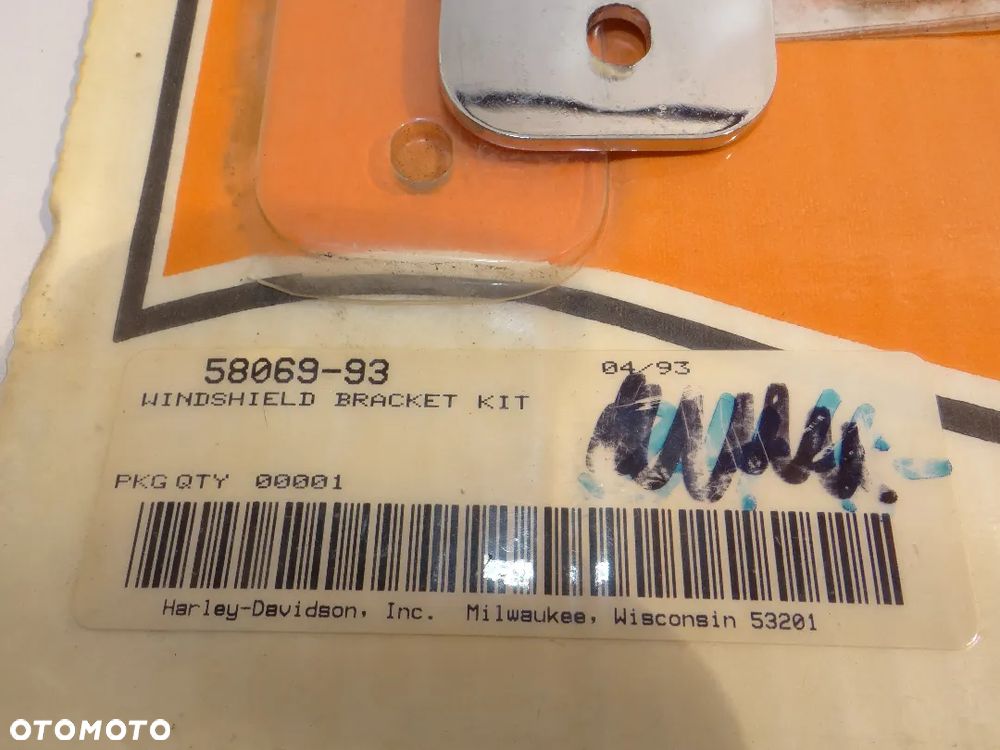 58069-93
04/93
WINDSHIELD BRACKET KIT
PKG QTY 00001
Harley-Davidson, Inc. Milwaukee, Wisconsin 53201
OTOMOTO